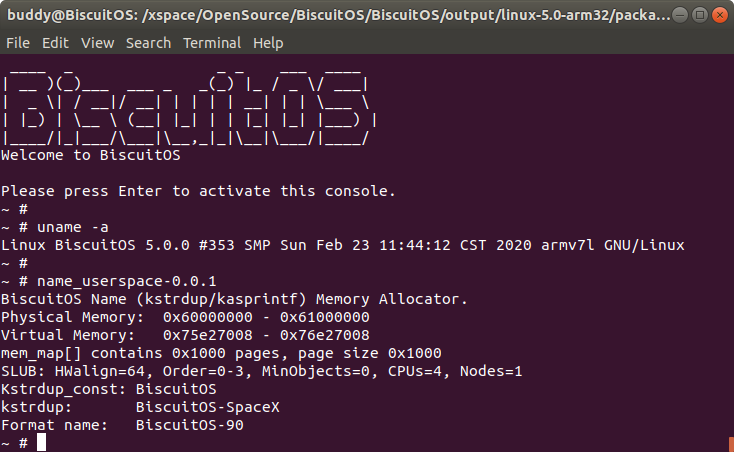 buddy@BiscuitOS: /xspace/OpenSource/BiscuitOS/BiscuitOS/output/linux-5.0-arm32/packa...
File Edit View Search Terminal Help
 ____  _                _ _    ___  ____
| __ )(_)___  ___ _   _(_) |_ / _ \/ ___|
|  _ \| / __|/ __| | | | | __| | | \___ \
| |_) | \__ \ (__| |_| | | |_| |_| |___) |
|____/|_|___/\___|\__,_|_|\__|\___/|____/
Welcome to BiscuitOS
Please press Enter to activate this console.
~ #
~ # uname -a
Linux BiscuitOS 5.0.0 #353 SMP Sun Feb 23 11:44:12 CST 2020 armv7l GNU/Linux
~ #
~ # name_userspace-0.0.1
BiscuitOS Name (kstrdup/kasprintf) Memory Allocator.
Physical Memory:  0x60000000 - 0x61000000
Virtual Memory:   0x75e27008 - 0x76e27008
mem_map[] contains 0x1000 pages, page size 0x1000
SLUB: HWalign=64, Order=0-3, MinObjects=0, CPUs=4, Nodes=1
Kstrdup_const: BiscuitOS
kstrdup:       BiscuitOS-SpaceX
Format name:   BiscuitOS-90
~ #